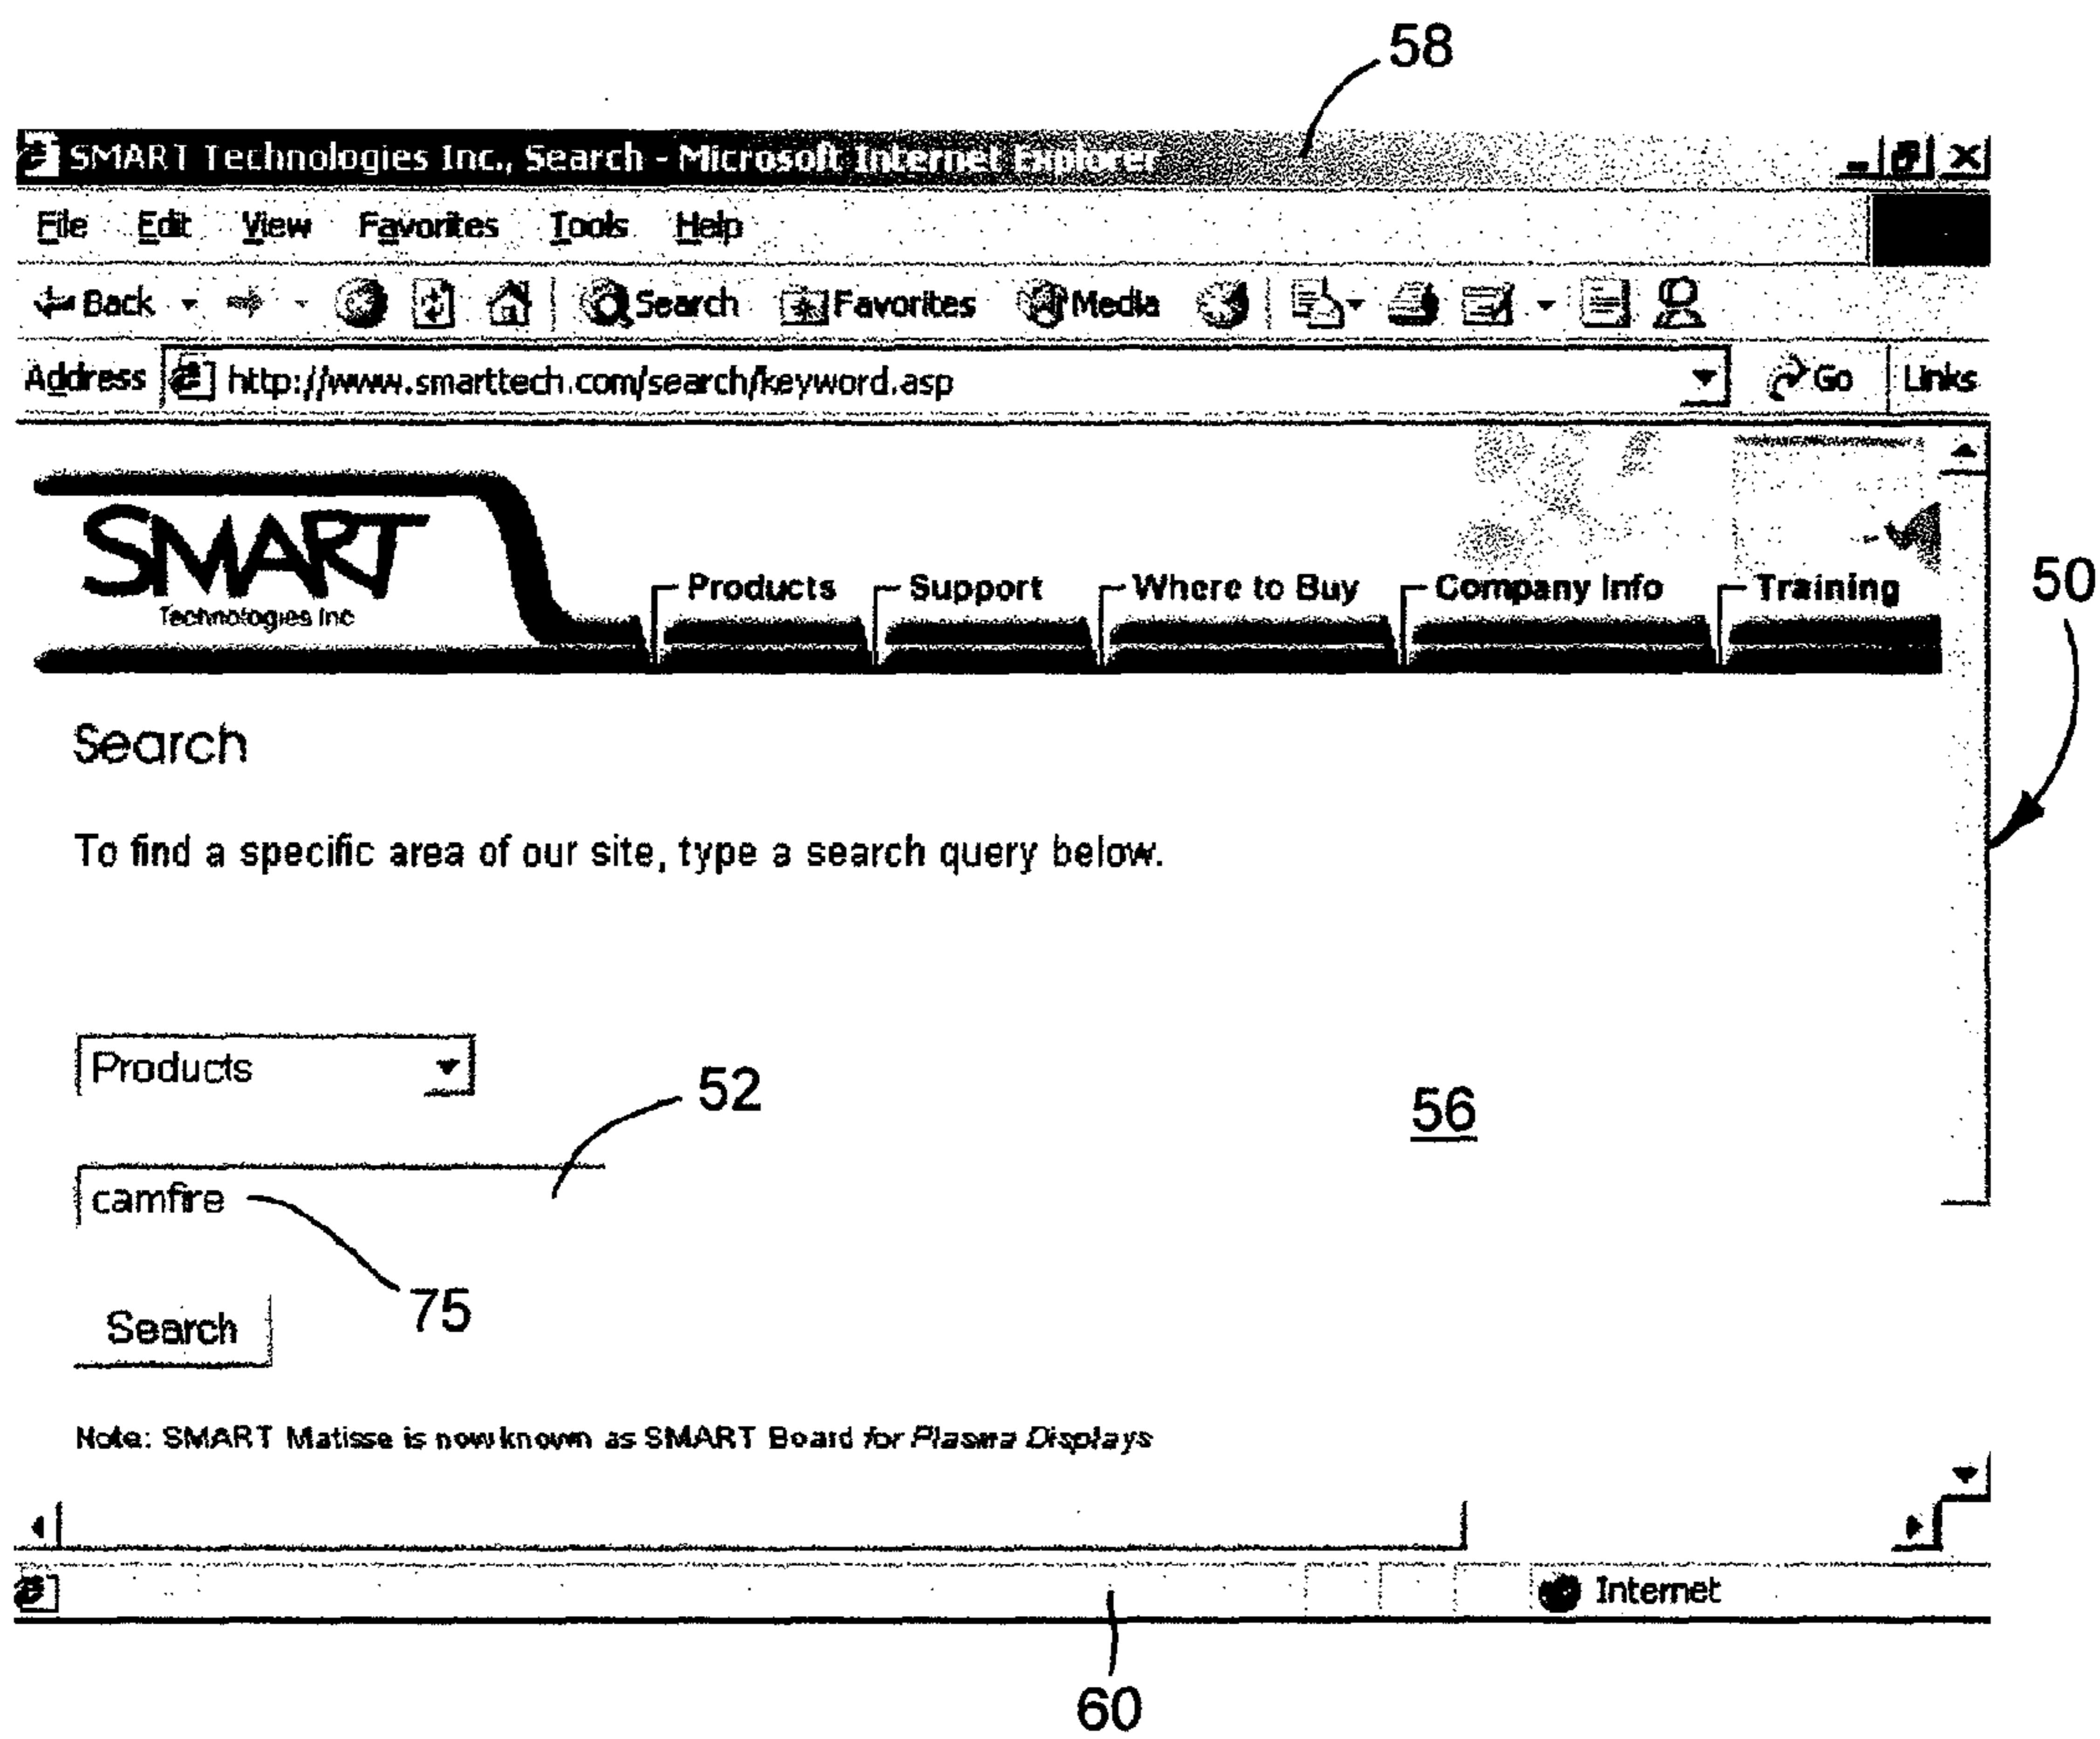 58
SMART Technologies Inc., Search - Microsoft Internet Explorer
File Edit View Favorites Tools Help
Back Search Favorites Media
Address http://www.smarttech.com/search/keyword.asp Go Links
SMART
Technologies Inc
Products Support Where to Buy Company Info Training
50
Search
To find a specific area of our site, type a search query below.
Products
52
56
camfire
75
Search
Note: SMART Matisse is now known as SMART Board for Plasma Displays
Internet
60